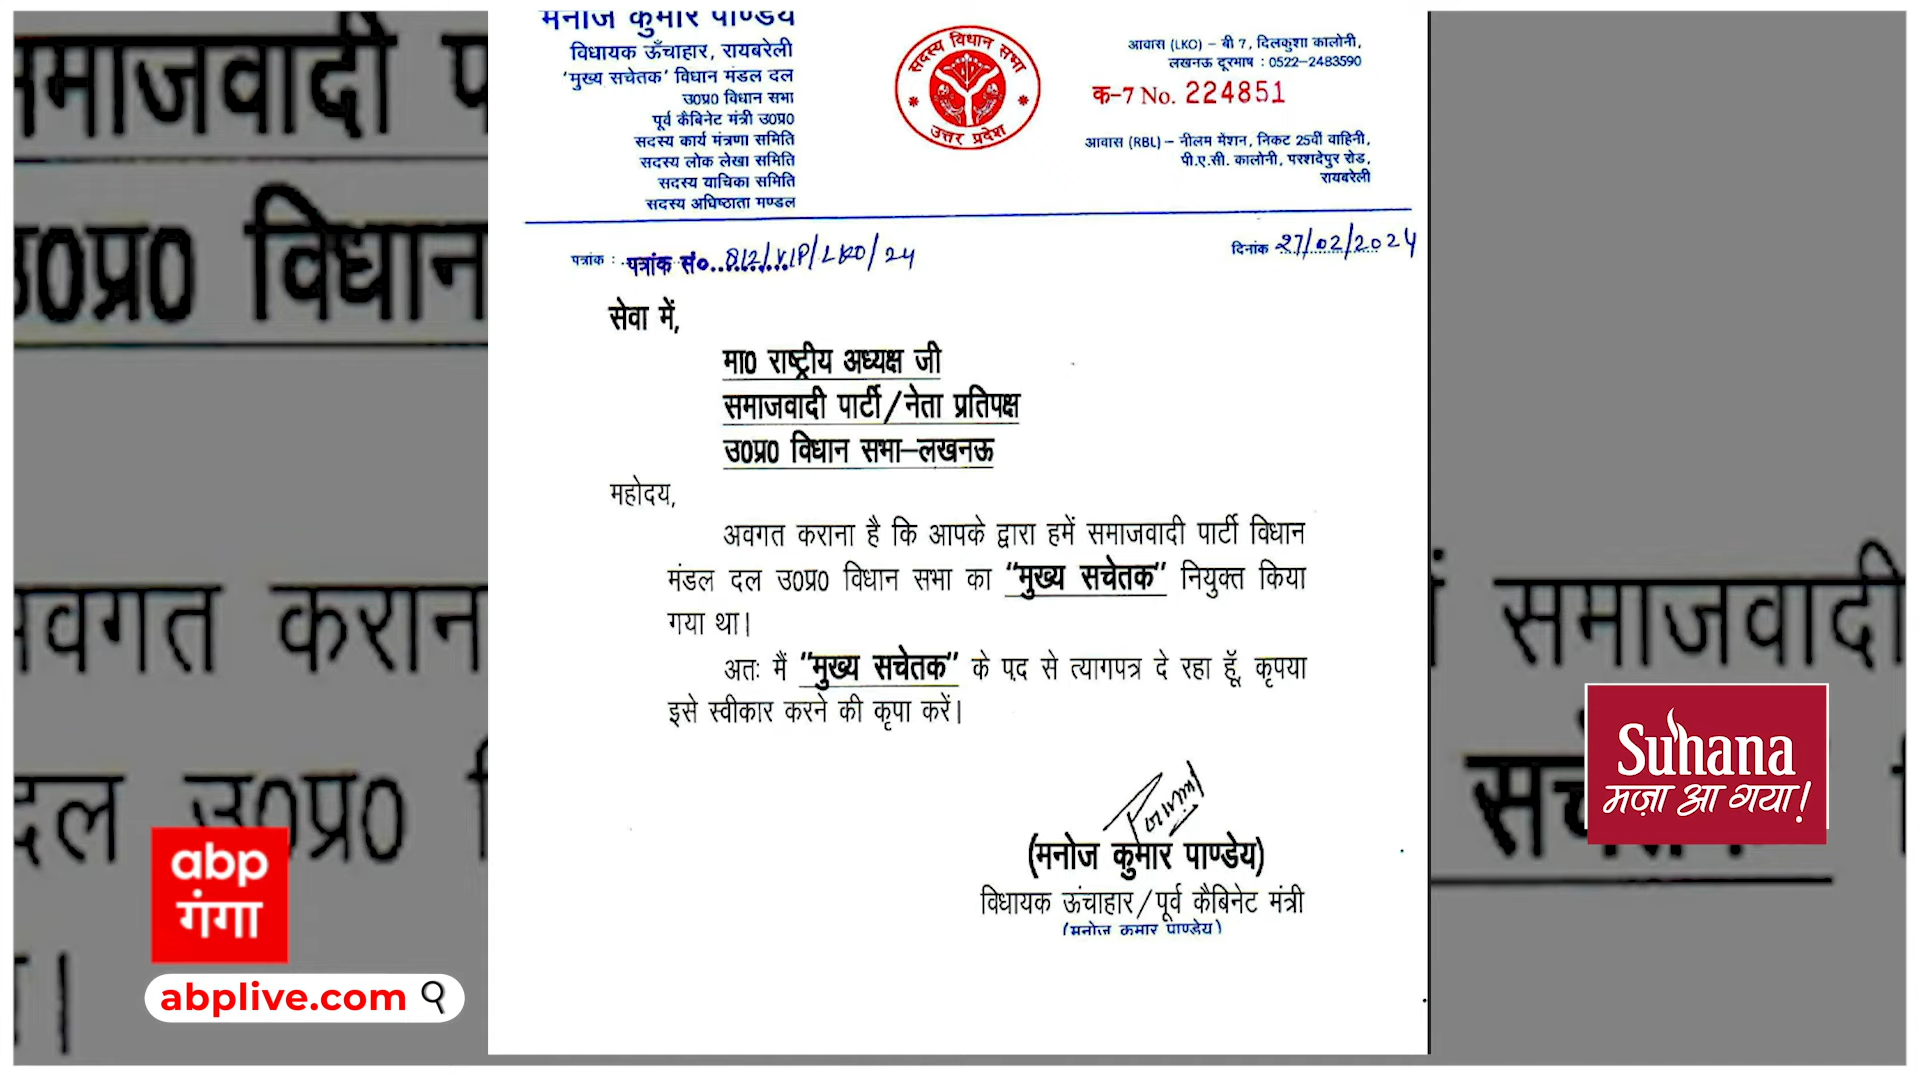 मनोज कुमार पाण्डेय
विधायक ऊँचाहार, रायबरेली
'मुख्य सचेतक' विधान मंडल दल
उ0प्र0 विधान सभा
पूर्व कैबिनेट मंत्री उ0प्र0
सदस्य कार्य मंत्रणा समिति
सदस्य लोक लेखा समिति
सदस्य याचिका समिति
सदस्य अधिष्ठाता मण्डल
सदस्य विधान सभा
उत्तर प्रदेश
आवास (LKO) – बी 7, दिलकुशा कालोनी,
लखनऊ दूरभाष : 0522–2483590
क–7 No. 224851
आवास (RBL) – नीलम मेंशन, निकट 25वीं वाहिनी,
पी.ए.सी. कालोनी, परशदेपुर रोड,
रायबरेली
पत्रांक : पत्रांक सं०...812/VIP/LKO/24
दिनांक 27/02/2024
सेवा में,
मा0 राष्ट्रीय अध्यक्ष जी
समाजवादी पार्टी/नेता प्रतिपक्ष
उ0प्र0 विधान सभा–लखनऊ
महोदय,
अवगत कराना है कि आपके द्वारा हमें समाजवादी पार्टी विधान
मंडल दल उ0प्र0 विधान सभा का "मुख्य सचेतक" नियुक्त किया
गया था।
अतः मैं "मुख्य सचेतक" के पद से त्यागपत्र दे रहा हूॅं, कृपया
इसे स्वीकार करने की कृपा करें।
(मनोज कुमार पाण्डेय)
विधायक ऊंचाहार/पूर्व कैबिनेट मंत्री
(मनोज कुमार पाण्डेय)
समाजवादी
उ0प्र0 विधान
अवगत कराना
दल उ0प्र0
समाजवादी
abp
गंगा
abplive.com
Suhana
मज़ा आ गया!